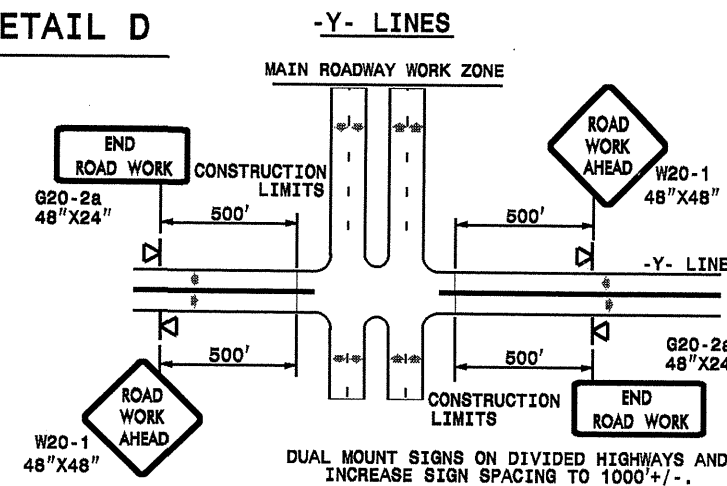 ETAIL D
-Y- LINES
MAIN ROADWAY WORK ZONE
END
ROAD WORK
G20-2a
48"X24"
CONSTRUCTION
LIMITS
500'
500'
ROAD
WORK
AHEAD
W20-1
48"X48"
-Y- LINE
500'
500'
ROAD
WORK
AHEAD
W20-1
48"X48"
CONSTRUCTION
LIMITS
G20-2a
48"X24
END
ROAD WORK
DUAL MOUNT SIGNS ON DIVIDED HIGHWAYS AND
INCREASE SIGN SPACING TO 1000'+/-.